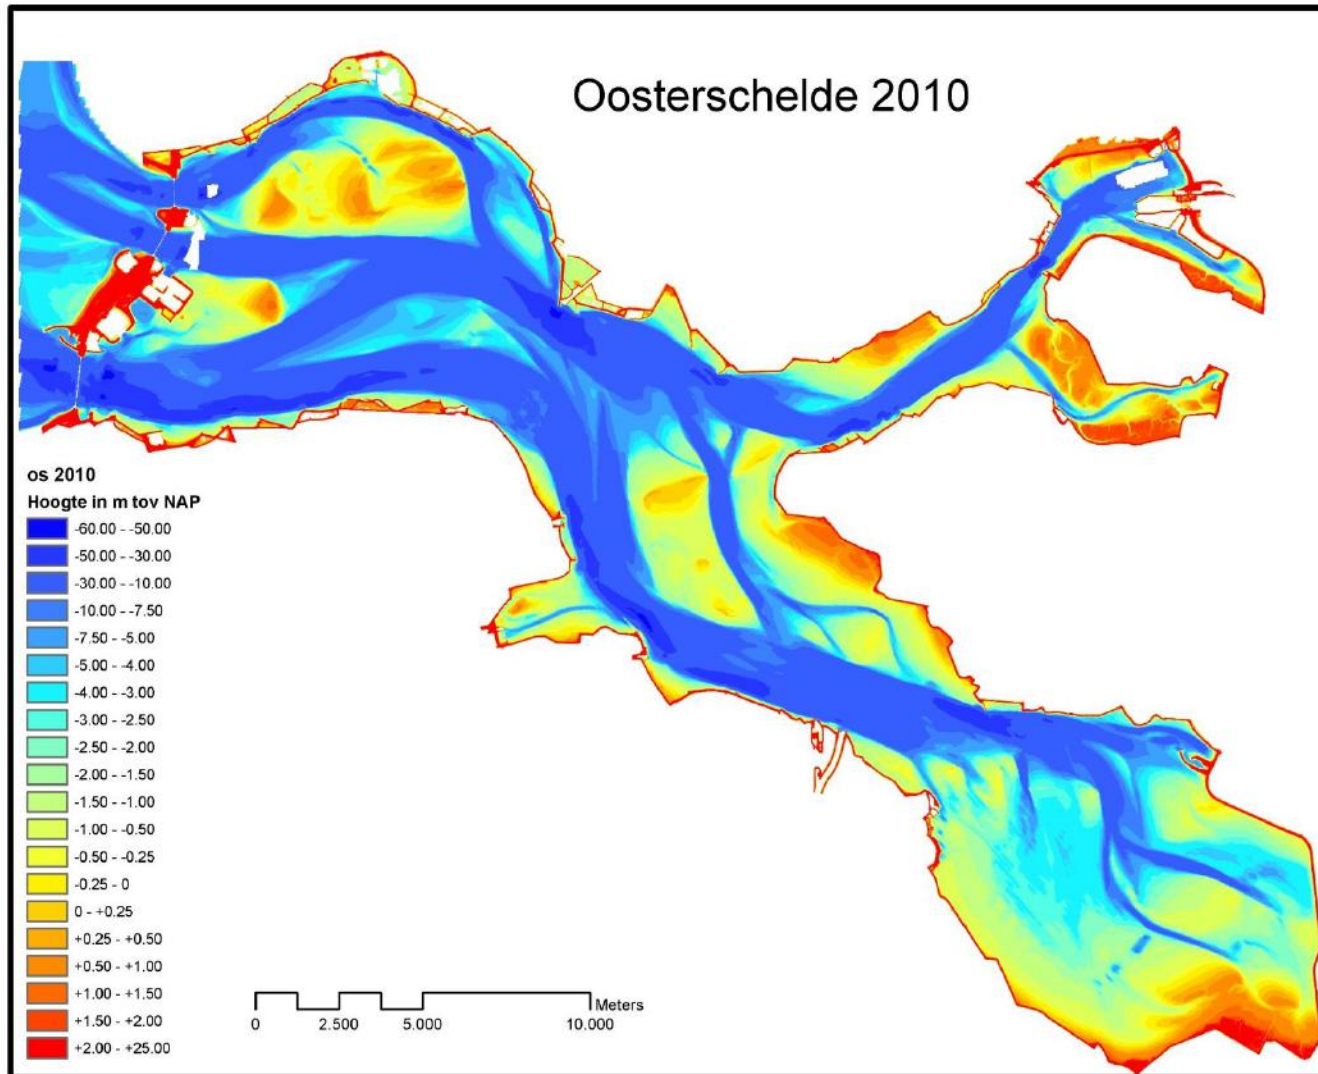 Oosterschelde 2010
os 2010
Hoogte in m tov NAP
-60.00 - -50.00
-50.00 - -30.00
-30.00 - -10.00
-10.00 - -7.50
-7.50 - -5.00
-5.00 - -4.00
-4.00 - -3.00
-3.00 - -2.50
-2.50 - -2.00
-2.00 - -1.50
-1.50 - -1.00
-1.00 - -0.50
-0.50 - -0.25
-0.25 - 0
0 - +0.25
+0.25 - +0.50
+0.50 - +1.00
+1.00 - +1.50
+1.50 - +2.00
+2.00 - +25.00
Meters
0 2.500 5.000 10.000